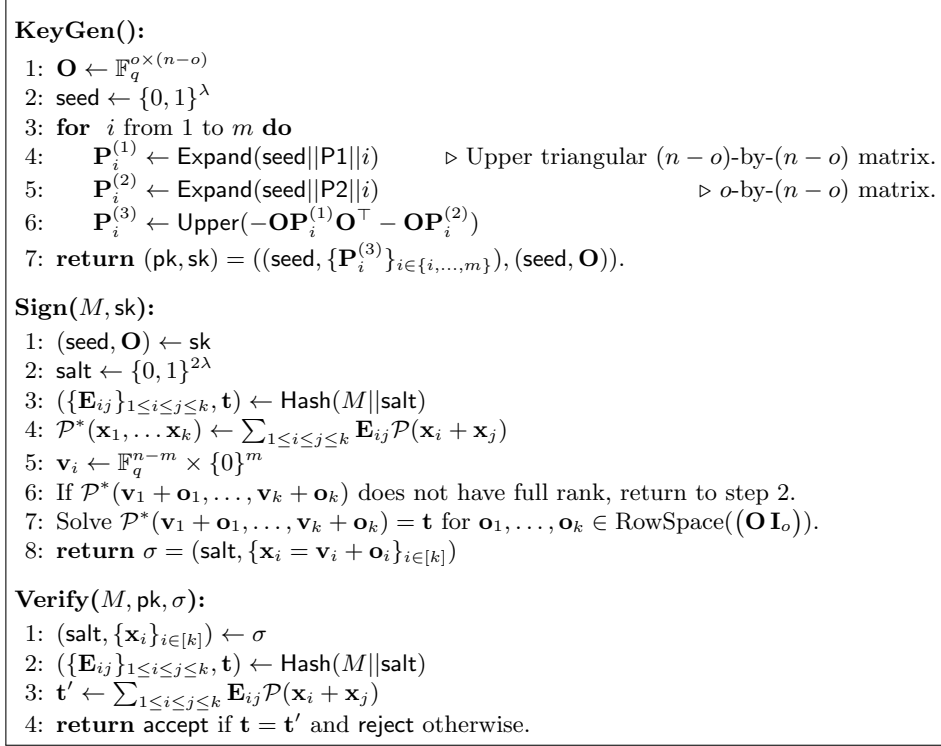 KeyGen():
1: O ← 𝔽_q^{o×(n−o)}
2: seed ← {0, 1}^λ
3: for i from 1 to m do
4: P_i^{(1)} ← Expand(seed||P1||i) ▷ Upper triangular (n − o)-by-(n − o) matrix.
5: P_i^{(2)} ← Expand(seed||P2||i) ▷ o-by-(n − o) matrix.
6: P_i^{(3)} ← Upper(−OP_i^{(1)}O^⊤ − OP_i^{(2)})
7: return (pk, sk) = ((seed, {P_i^{(3)}}_{i∈{i,...,m}}), (seed, O)).
Sign(M, sk):
1: (seed, O) ← sk
2: salt ← {0, 1}^{2λ}
3: ({E_{ij}}_{1≤i≤j≤k}, t) ← Hash(M||salt)
4: 𝒫*(x_1, … x_k) ← ∑_{1≤i≤j≤k} E_{ij}𝒫(x_i + x_j)
5: v_i ← 𝔽_q^{n−m} × {0}^m
6: If 𝒫*(v_1 + o_1, …, v_k + o_k) does not have full rank, return to step 2.
7: Solve 𝒫*(v_1 + o_1, …, v_k + o_k) = t for o_1, …, o_k ∈ RowSpace((O I_o)).
8: return σ = (salt, {x_i = v_i + o_i}_{i∈[k]})
Verify(M, pk, σ):
1: (salt, {x_i}_{i∈[k]}) ← σ
2: ({E_{ij}}_{1≤i≤j≤k}, t) ← Hash(M||salt)
3: t′ ← ∑_{1≤i≤j≤k} E_{ij}𝒫(x_i + x_j)
4: return accept if t = t′ and reject otherwise.